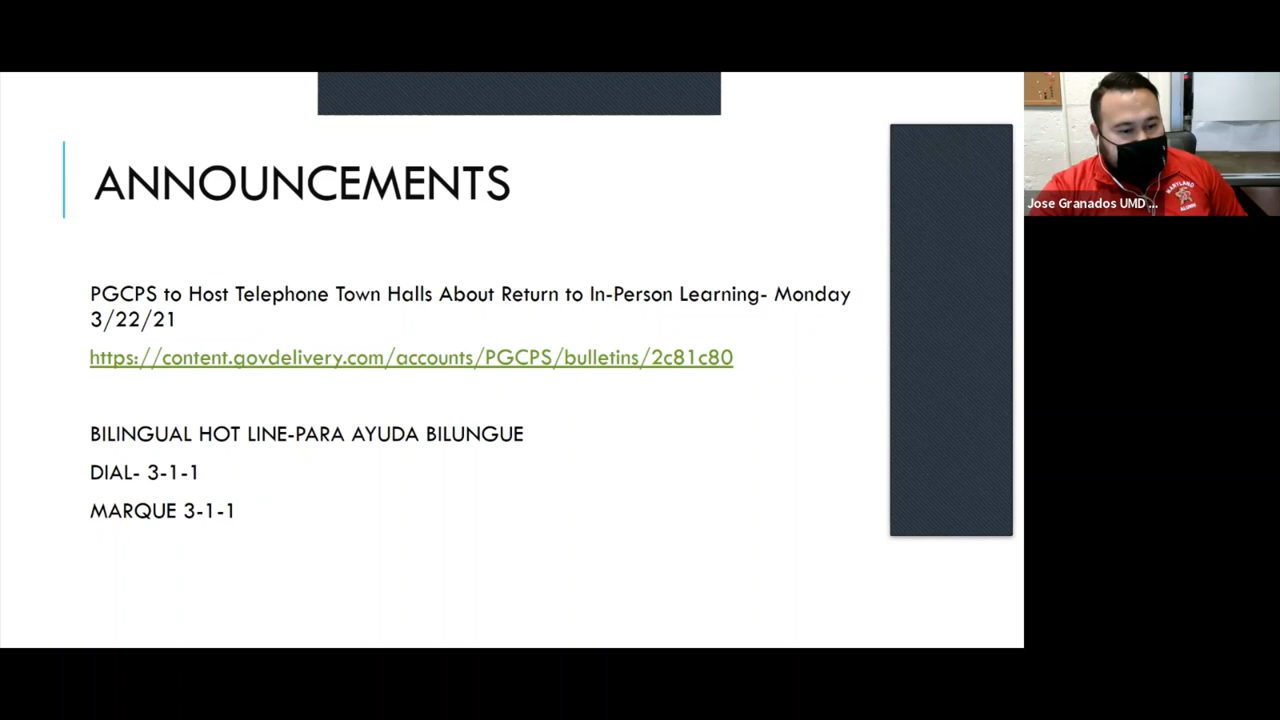 ANNOUNCEMENTS
PGCPS to Host Telephone Town Halls About Return to In-Person Learning- Monday
3/22/21
https://content.govdelivery.com/accounts/PGCPS/bulletins/2c81c80
BILINGUAL HOT LINE-PARA AYUDA BILUNGUE
DIAL- 3-1-1
MARQUE 3-1-1
MARYLAND
ALUMNI
Jose Granados UMD ...